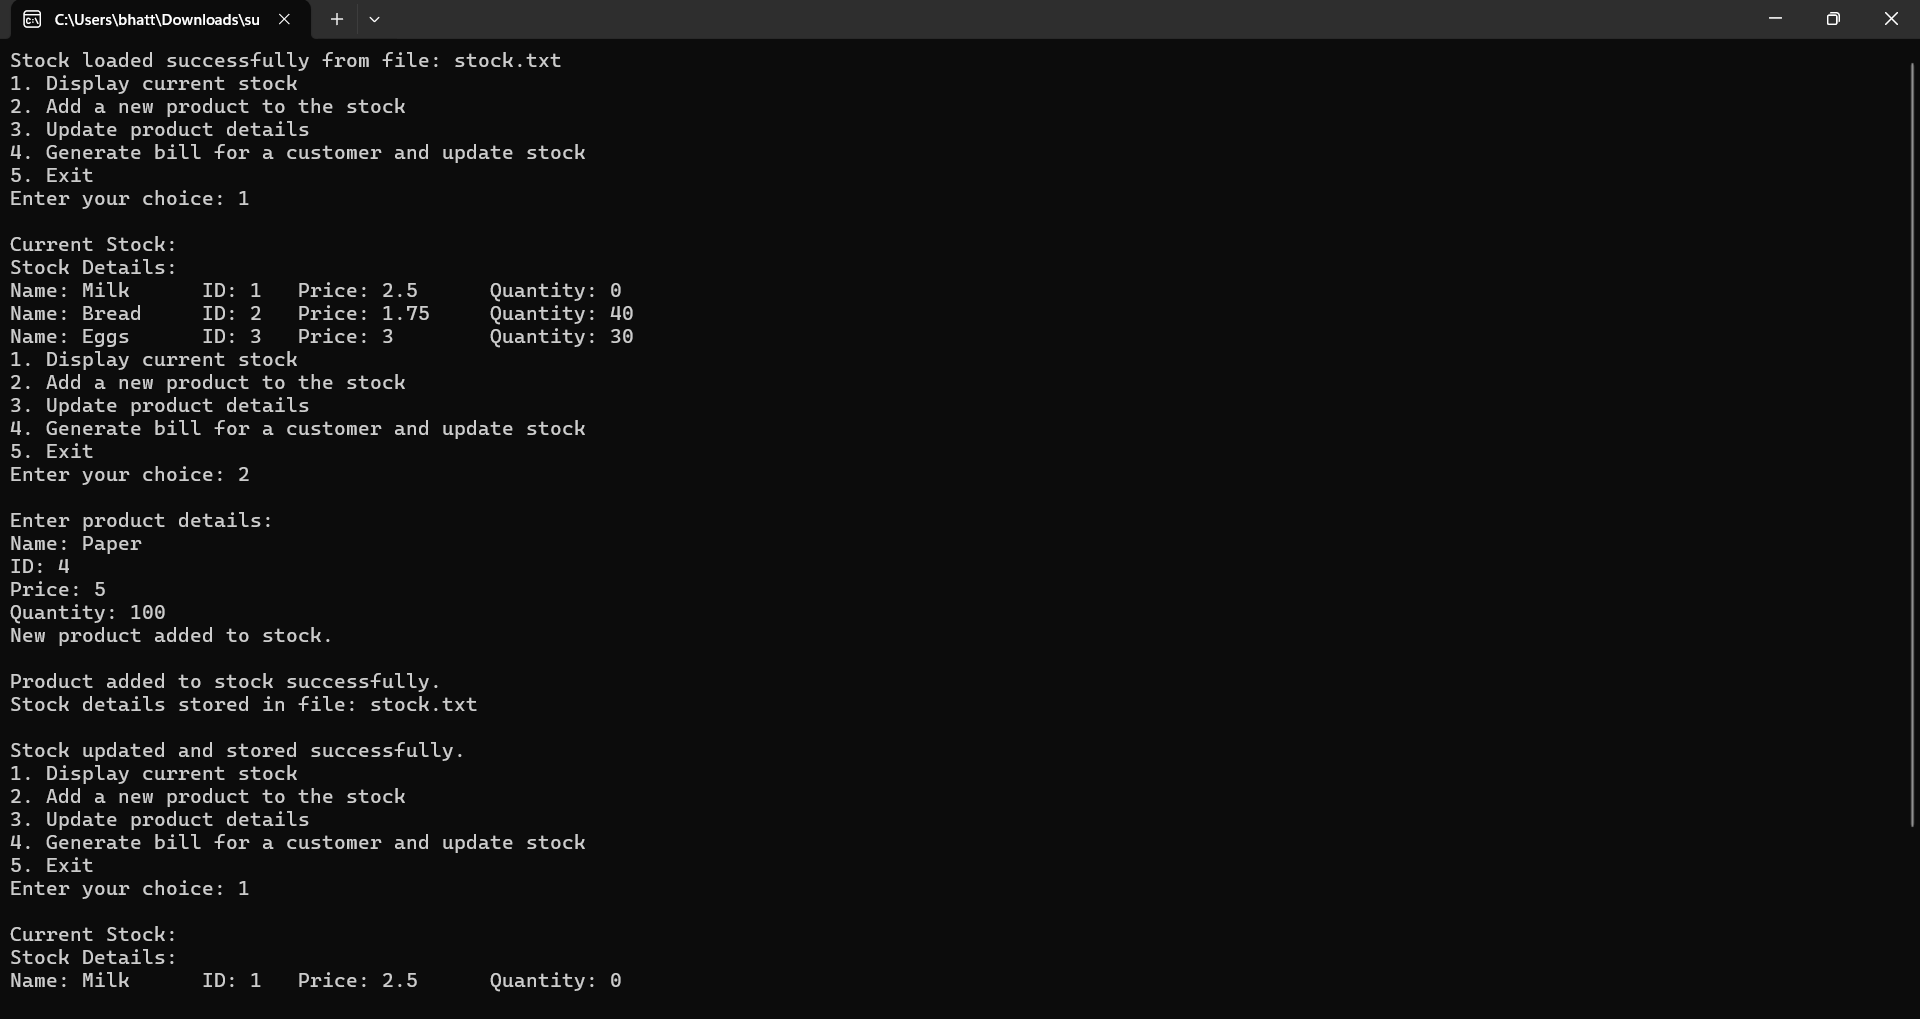 C:\Users\bhatt\Downloads\su
Stock loaded successfully from file: stock.txt
1. Display current stock
2. Add a new product to the stock
3. Update product details
4. Generate bill for a customer and update stock
5. Exit
Enter your choice: 1

Current Stock:
Stock Details:
Name: Milk      ID: 1   Price: 2.5      Quantity: 0
Name: Bread     ID: 2   Price: 1.75     Quantity: 40
Name: Eggs      ID: 3   Price: 3        Quantity: 30
1. Display current stock
2. Add a new product to the stock
3. Update product details
4. Generate bill for a customer and update stock
5. Exit
Enter your choice: 2

Enter product details:
Name: Paper
ID: 4
Price: 5
Quantity: 100
New product added to stock.

Product added to stock successfully.
Stock details stored in file: stock.txt

Stock updated and stored successfully.
1. Display current stock
2. Add a new product to the stock
3. Update product details
4. Generate bill for a customer and update stock
5. Exit
Enter your choice: 1

Current Stock:
Stock Details:
Name: Milk      ID: 1   Price: 2.5      Quantity: 0